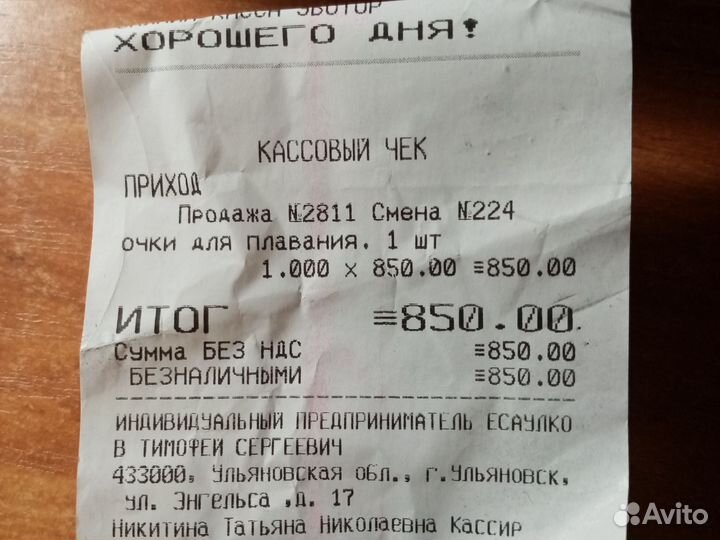 КАССА ЭВОТОР
ХОРОШЕГО ДНЯ!
КАССОВЫЙ ЧЕК
ПРИХОД
Продажа №2811 Смена №224
очки для плавания. 1 шт
1.000 x 850.00 ≡850.00
ИТОГ ≡850.00
Сумма БЕЗ НДС ≡850.00
БЕЗНАЛИЧНЫМИ ≡850.00
ИНДИВИДУАЛЬНЫЙ ПРЕДПРИНИМАТЕЛЬ ЕСАУЛКО
В ТИМОФЕЙ СЕРГЕЕВИЧ
433000, Ульяновская обл., г.Ульяновск,
ул. Энгельса ,д. 17
Никитина Татьяна Николаевна Кассир
Avito